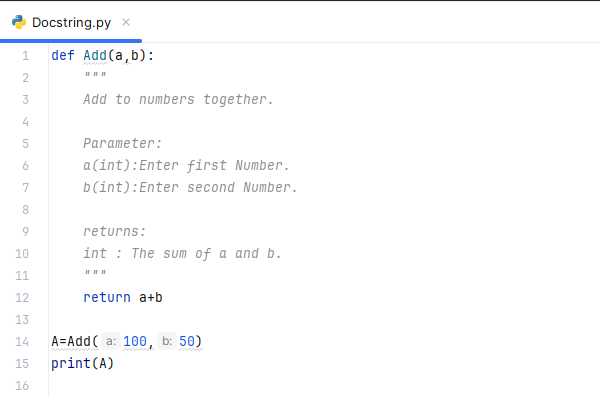 Docstring.py ×
1 def Add(a,b):
2 """
3 Add to numbers together.
4
5 Parameter:
6 a(int):Enter first Number.
7 b(int):Enter second Number.
8
9 returns:
10 int : The sum of a and b.
11 """
12 return a+b
13
14 A=Add( a: 100, b: 50)
15 print(A)
16